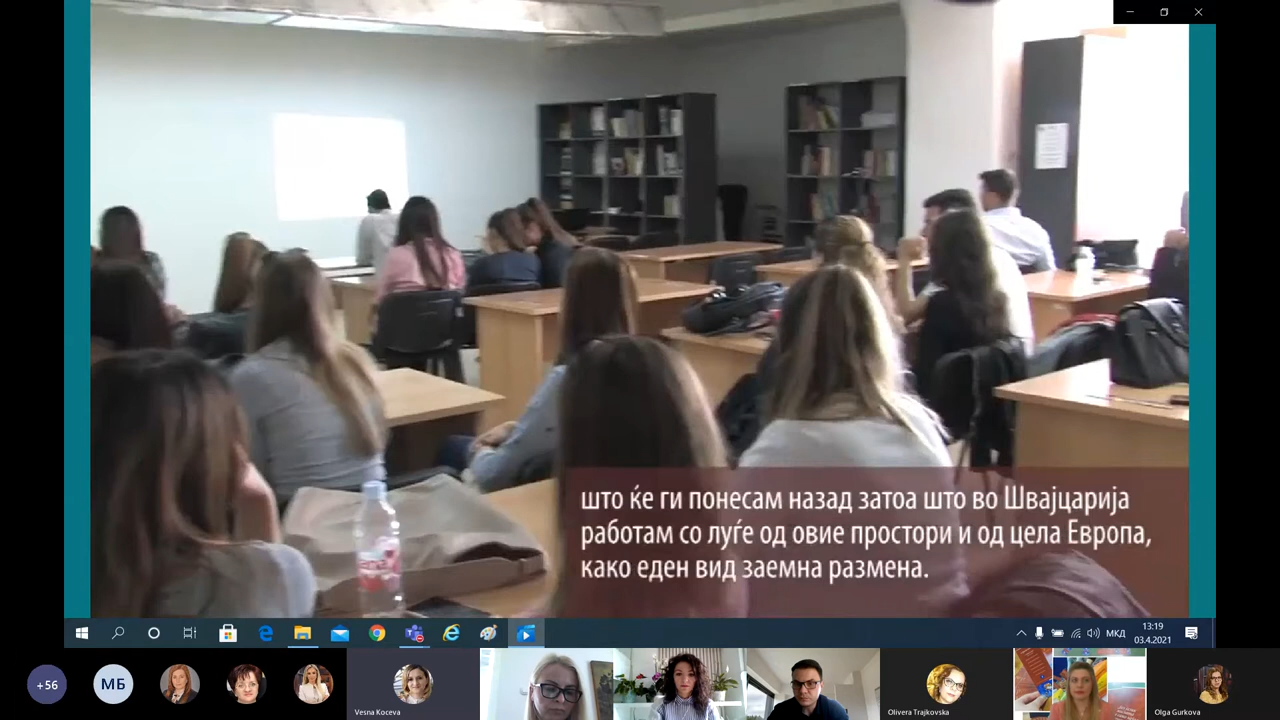 што ќе ги понесам назад затоа што во Швајцарија
работам со луѓе од овие простори и од цела Европа,
како еден вид заемна размена.
МКД
13:19
03.4.2021
+56
МБ
Vesna Koceva
Olivera Trajkovska
Olga Gurkova